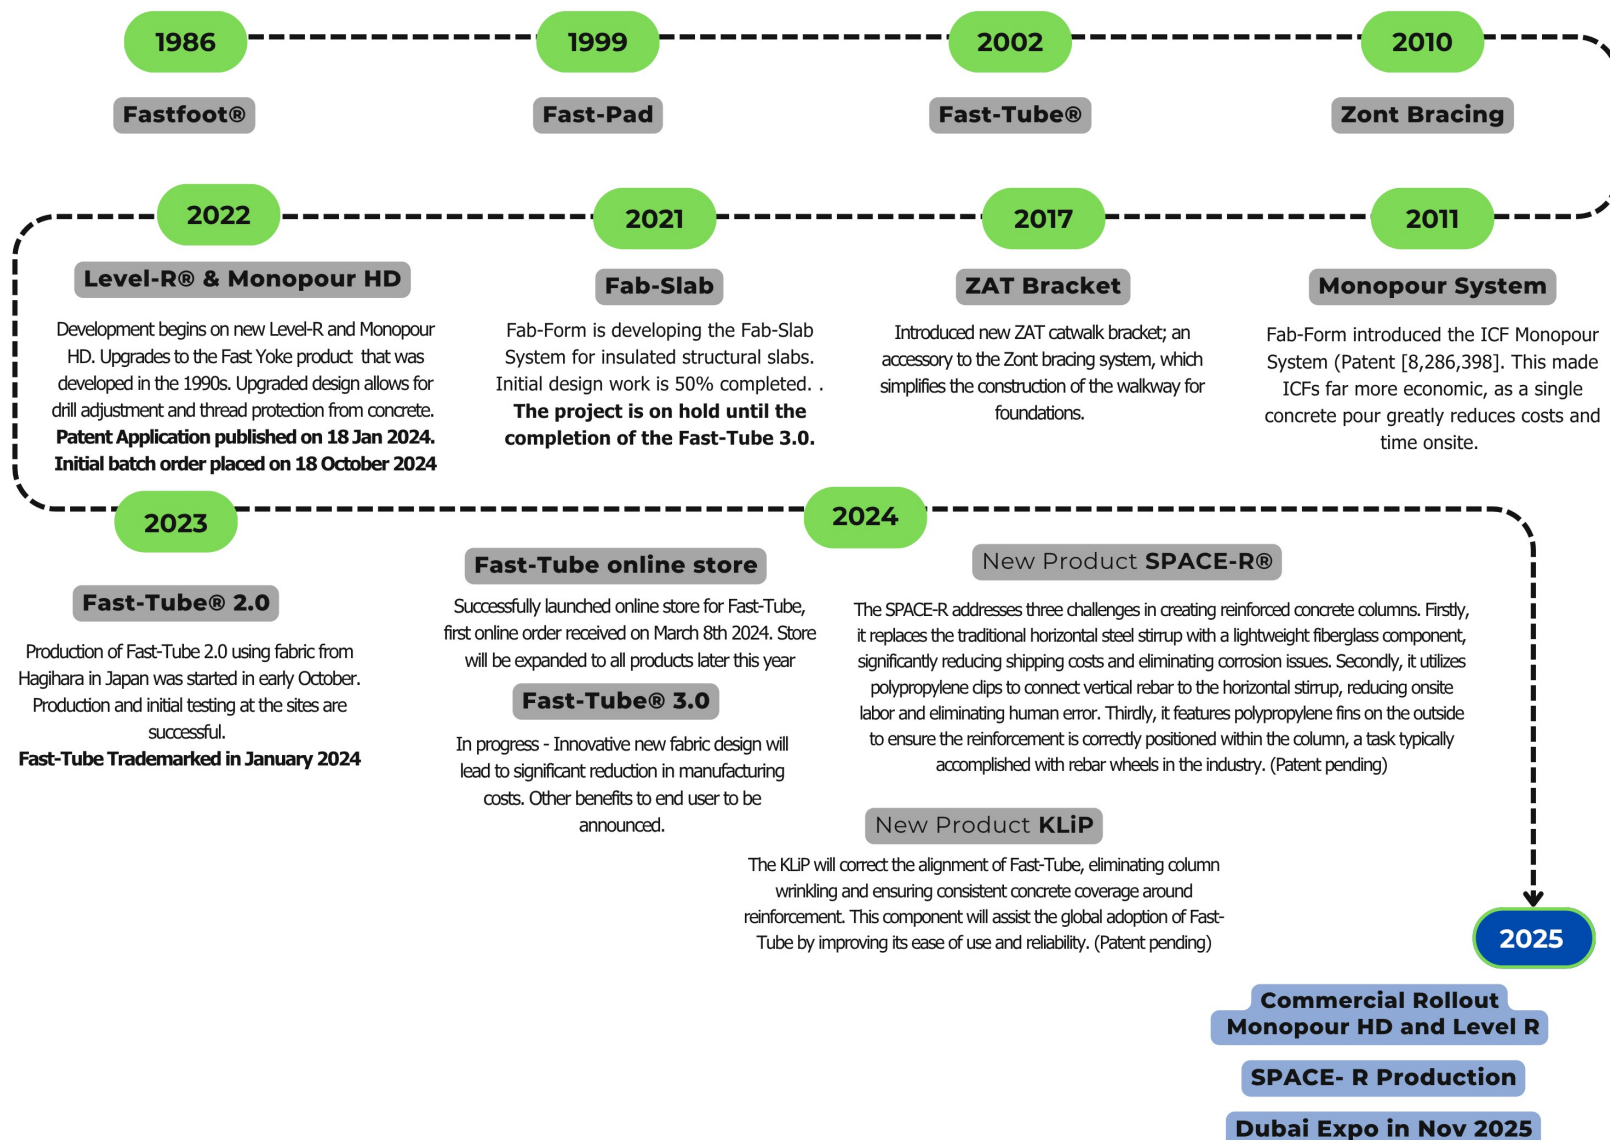 1986
Fastfoot®
1999
Fast-Pad
2002
Fast-Tube®
2010
Zont Bracing
2011
Monopour System
Fab-Form introduced the ICF Monopour
System (Patent [8,286,398]. This made
ICFs far more economic, as a single
concrete pour greatly reduces costs and
time onsite.
2017
ZAT Bracket
Introduced new ZAT catwalk bracket; an
accessory to the Zont bracing system, which
simplifies the construction of the walkway for
foundations.
2021
Fab-Slab
Fab-Form is developing the Fab-Slab
System for insulated structural slabs.
Initial design work is 50% completed. .
The project is on hold until the
completion of the Fast-Tube 3.0.
2022
Level-R® & Monopour HD
Development begins on new Level-R and Monopour
HD. Upgrades to the Fast Yoke product that was
developed in the 1990s. Upgraded design allows for
drill adjustment and thread protection from concrete.
Patent Application published on 18 Jan 2024.
Initial batch order placed on 18 October 2024
2023
Fast-Tube® 2.0
Production of Fast-Tube 2.0 using fabric from
Hagihara in Japan was started in early October.
Production and initial testing at the sites are
successful.
Fast-Tube Trademarked in January 2024
2024
Fast-Tube online store
Successfully launched online store for Fast-Tube,
first online order received on March 8th 2024. Store
will be expanded to all products later this year
Fast-Tube® 3.0
In progress - Innovative new fabric design will
lead to significant reduction in manufacturing
costs. Other benefits to end user to be
announced.
New Product SPACE-R®
The SPACE-R addresses three challenges in creating reinforced concrete columns. Firstly,
it replaces the traditional horizontal steel stirrup with a lightweight fiberglass component,
significantly reducing shipping costs and eliminating corrosion issues. Secondly, it utilizes
polypropylene clips to connect vertical rebar to the horizontal stirrup, reducing onsite
labor and eliminating human error. Thirdly, it features polypropylene fins on the outside
to ensure the reinforcement is correctly positioned within the column, a task typically
accomplished with rebar wheels in the industry. (Patent pending)
New Product KLiP
The KLiP will correct the alignment of Fast-Tube, eliminating column
wrinkling and ensuring consistent concrete coverage around
reinforcement. This component will assist the global adoption of Fast-
Tube by improving its ease of use and reliability. (Patent pending)
2025
Commercial Rollout
Monopour HD and Level R
SPACE- R Production
Dubai Expo in Nov 2025